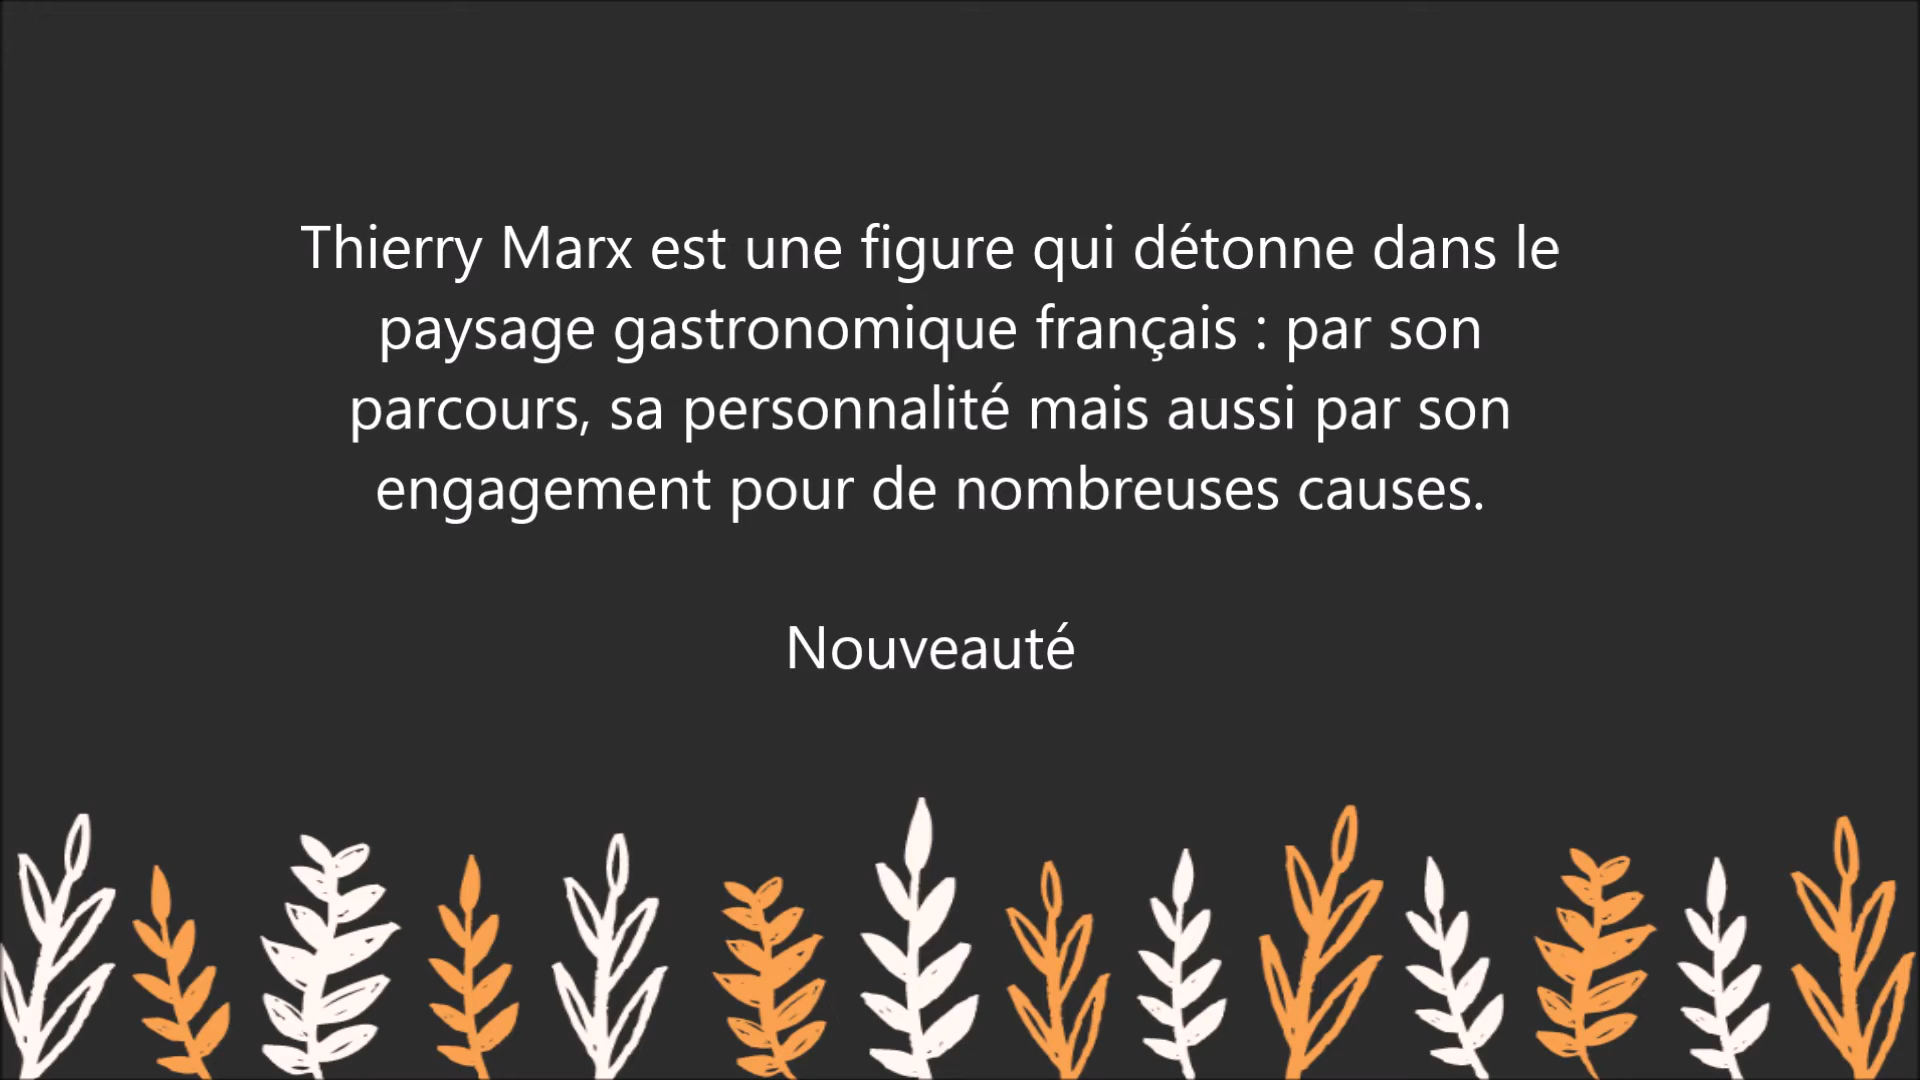 Thierry Marx est une figure qui détonne dans le
paysage gastronomique français : par son
parcours, sa personnalité mais aussi par son
engagement pour de nombreuses causes.
Nouveauté